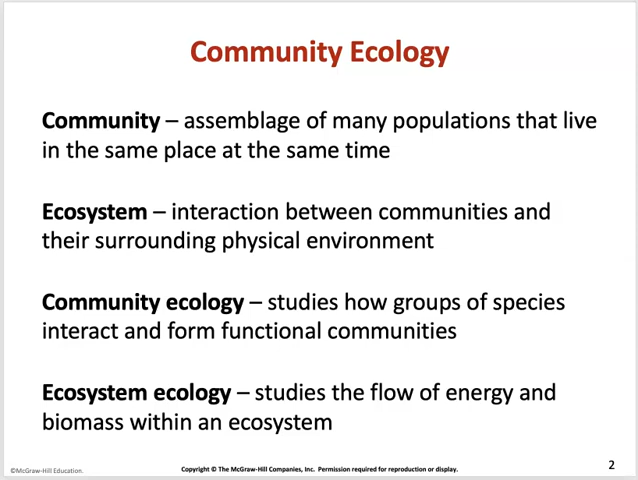 Community Ecology
Community – assemblage of many populations that live
in the same place at the same time
Ecosystem – interaction between communities and
their surrounding physical environment
Community ecology – studies how groups of species
interact and form functional communities
Ecosystem ecology – studies the flow of energy and
biomass within an ecosystem
2
©McGraw-Hill Education.
Copyright © The McGraw-Hill Companies, Inc. Permission required for reproduction or display.